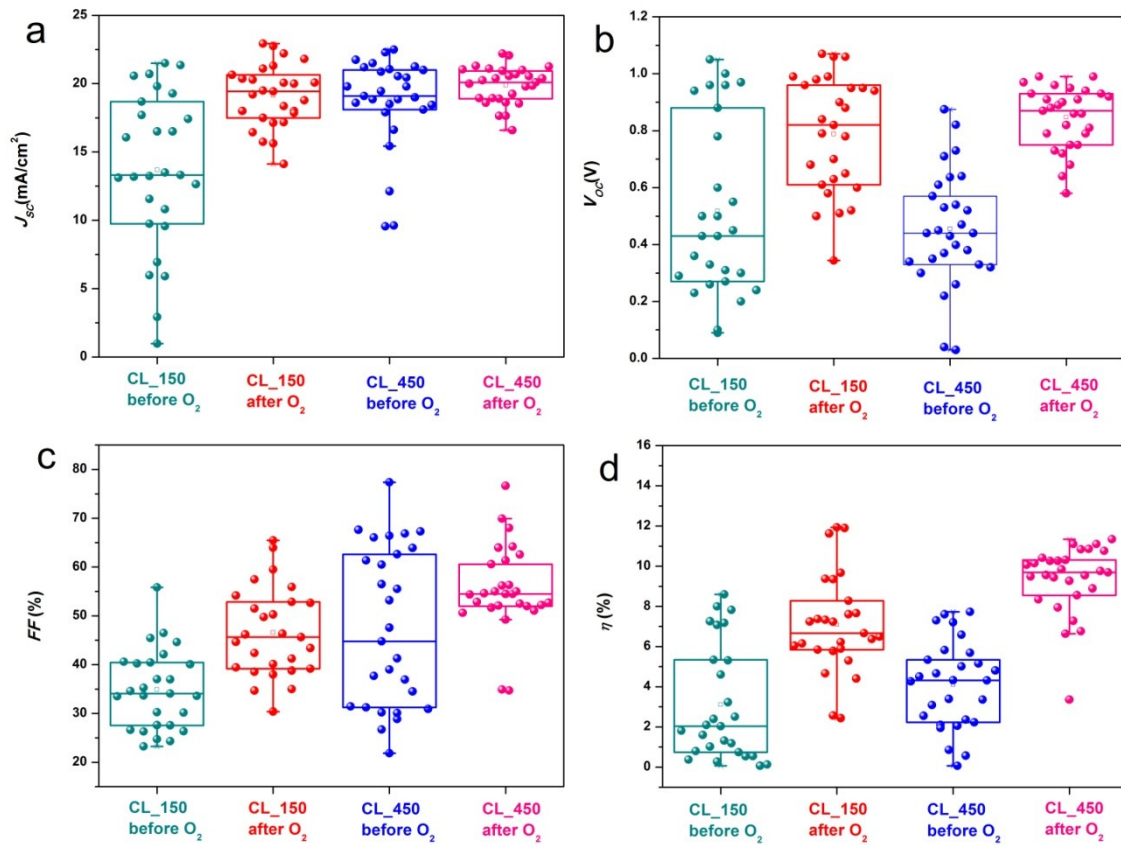 a
25
20
15
10
5
0
J_SC(mA/cm²)
CL_150 before O₂
CL_150 after O₂
CL_450 before O₂
CL_450 after O₂
b
1.2
1.0
0.8
0.6
0.4
0.2
0.0
V_OC(V)
CL_150 before O₂
CL_150 after O₂
CL_450 before O₂
CL_450 after O₂
c
80
70
60
50
40
30
20
FF (%)
CL_150 before O₂
CL_150 after O₂
CL_450 before O₂
CL_450 after O₂
d
16
14
12
10
8
6
4
2
0
η (%)
CL_150 before O₂
CL_150 after O₂
CL_450 before O₂
CL_450 after O₂